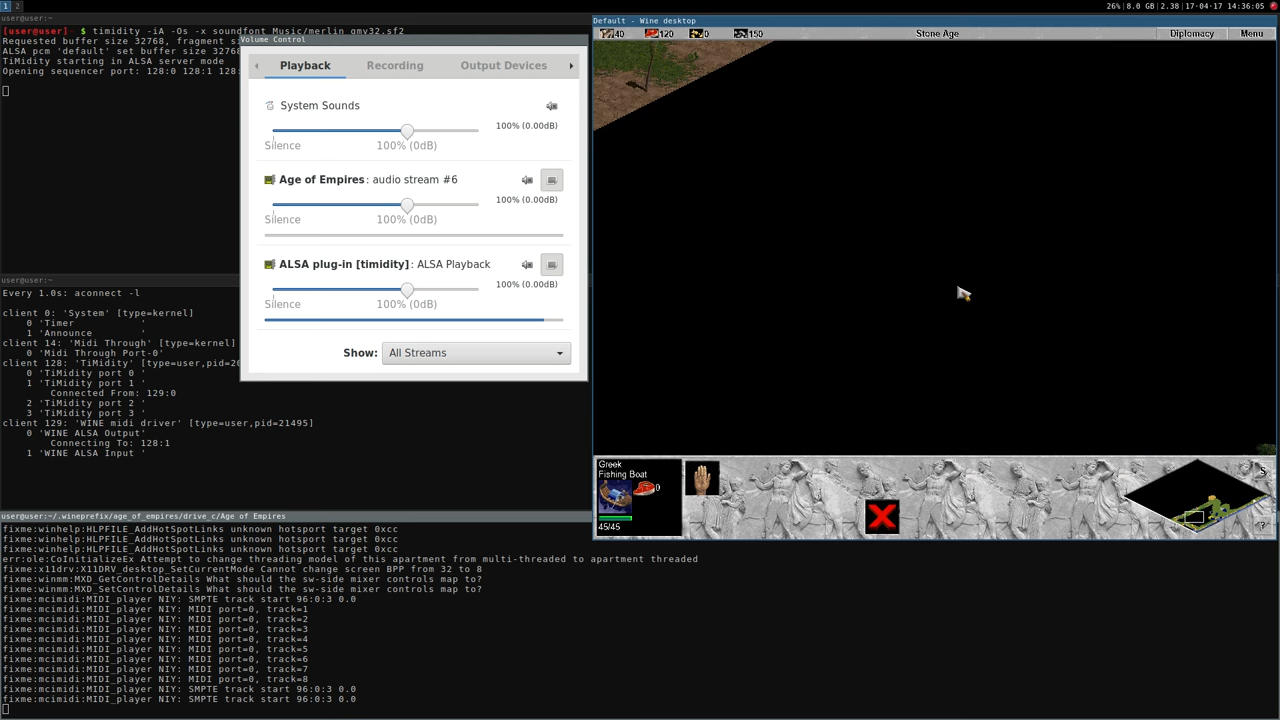 1 2
26%|8.0 GB|2.38|17-04-17 14:36:05
user@user:~
[user@user] $ timidity -iA -Os -x soundfont Music/merlin_gmv32.sf2
Requested buffer size 32768, fragment s
ALSA pcm 'default' set buffer size 32768
TiMidity starting in ALSA server mode
Opening sequencer port: 128:0 128:1 128:
Volume Control
Playback
Recording
Output Devices
System Sounds
100% (0.00dB)
Silence
100% (0dB)
Age of Empires: audio stream #6
100% (0.00dB)
Silence
100% (0dB)
ALSA plug-in [timidity]: ALSA Playback
100% (0.00dB)
Silence
100% (0dB)
Show:
All Streams
user@user:~
Every 1.0s: aconnect -l
client 0: 'System' [type=kernel]
0 'Timer '
1 'Announce '
client 14: 'Midi Through' [type=kernel]
0 'Midi Through Port-0'
client 128: 'TiMidity' [type=user,pid=20
0 'TiMidity port 0 '
1 'TiMidity port 1 '
Connected From: 129:0
2 'TiMidity port 2 '
3 'TiMidity port 3 '
client 129: 'WINE midi driver' [type=user,pid=21495]
0 'WINE ALSA Output'
Connecting To: 128:1
1 'WINE ALSA Input '
Default - Wine desktop
40
120
0
150
Stone Age
Diplomacy
Menu
Greek
Fishing Boat
0
45/45
S
?
user@user:~/.wineprefix/age_of_empires/drive_c/Age of Empires
fixme:winhelp:HLPFILE_AddHotSpotLinks unknown hotsport target 0xcc
fixme:winhelp:HLPFILE_AddHotSpotLinks unknown hotsport target 0xcc
fixme:winhelp:HLPFILE_AddHotSpotLinks unknown hotsport target 0xcc
err:ole:CoInitializeEx Attempt to change threading model of this apartment from multi-threaded to apartment threaded
fixme:x11drv:X11DRV_desktop_SetCurrentMode Cannot change screen BPP from 32 to 8
fixme:winmm:MXD_GetControlDetails What should the sw-side mixer controls map to?
fixme:winmm:MXD_SetControlDetails What should the sw-side mixer controls map to?
fixme:mcimidi:MIDI_player NIY: SMPTE track start 96:0:3 0.0
fixme:mcimidi:MIDI_player NIY: MIDI port=0, track=1
fixme:mcimidi:MIDI_player NIY: MIDI port=0, track=2
fixme:mcimidi:MIDI_player NIY: MIDI port=0, track=3
fixme:mcimidi:MIDI_player NIY: MIDI port=0, track=4
fixme:mcimidi:MIDI_player NIY: MIDI port=0, track=5
fixme:mcimidi:MIDI_player NIY: MIDI port=0, track=6
fixme:mcimidi:MIDI_player NIY: MIDI port=0, track=7
fixme:mcimidi:MIDI_player NIY: MIDI port=0, track=8
fixme:mcimidi:MIDI_player NIY: SMPTE track start 96:0:3 0.0
fixme:mcimidi:MIDI_player NIY: SMPTE track start 96:0:3 0.0